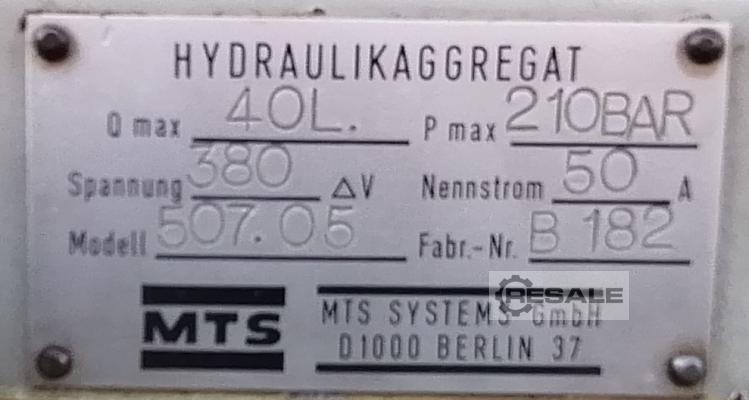 HYDRAULIKAGGREGAT
Q max 40L. P max 210BAR
Spannung 380 ΔV Nennstrom 50 A
Modell 507.05 Fabr.-Nr. B 182
RESALE
MTS MTS SYSTEMS GmbH
D1000 BERLIN 37